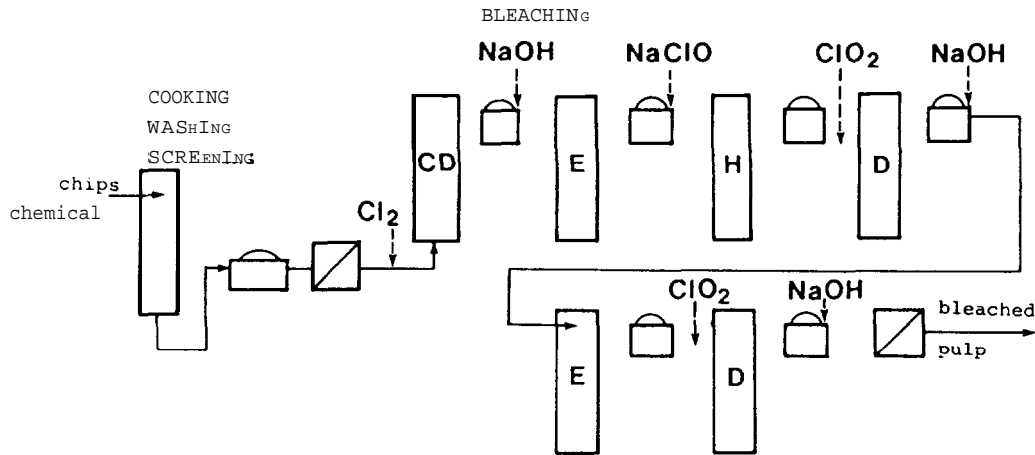 BLEACHING
NaOH NaClO ClO2 NaOH
COOKING
WASHING
SCREENING
CD E H D
chips
chemical
Cl2
ClO2 NaOH
bleached
pulp
E D